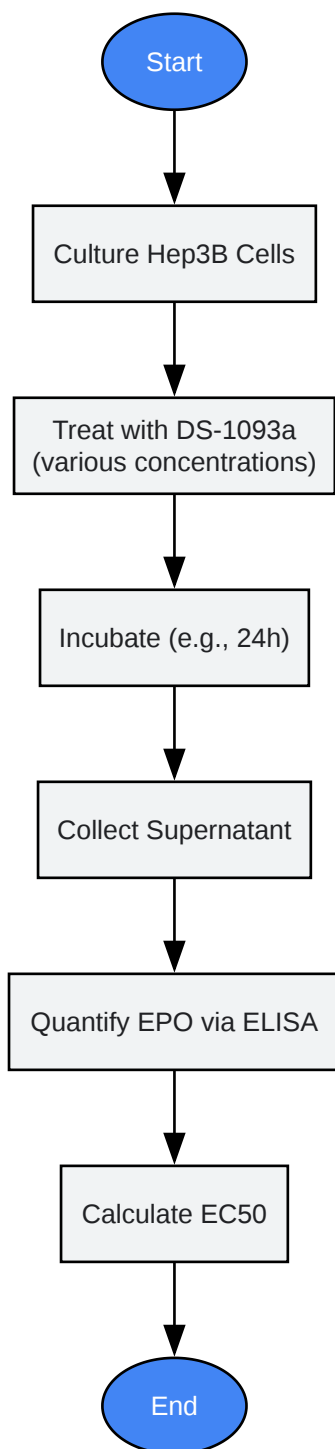 Start
Culture Hep3B Cells
Treat with DS-1093a
(various concentrations)
Incubate (e.g., 24h)
Collect Supernatant
Quantify EPO via ELISA
Calculate EC50
End